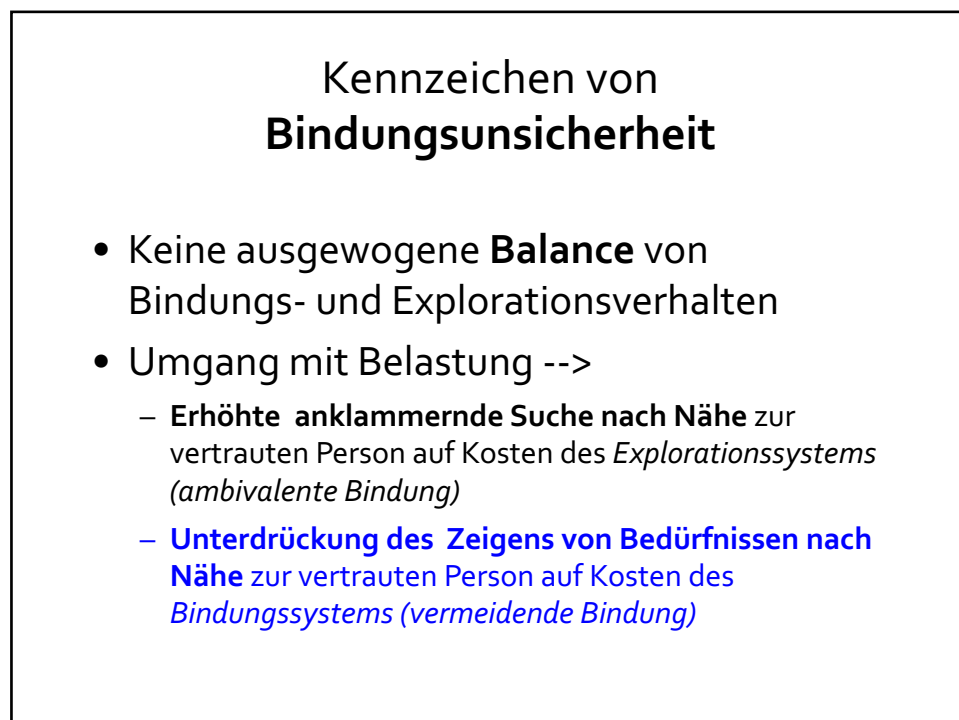 Kennzeichen von
Bindungsunsicherheit
• Keine ausgewogene Balance von
Bindungs- und Explorationsverhalten
• Umgang mit Belastung -->
– Erhöhte  anklammernde Suche nach Nähe zur
vertrauten Person auf Kosten des Explorationssystems
(ambivalente Bindung)
– Unterdrückung des  Zeigens von Bedürfnissen nach
Nähe zur vertrauten Person auf Kosten des
Bindungssystems (vermeidende Bindung)